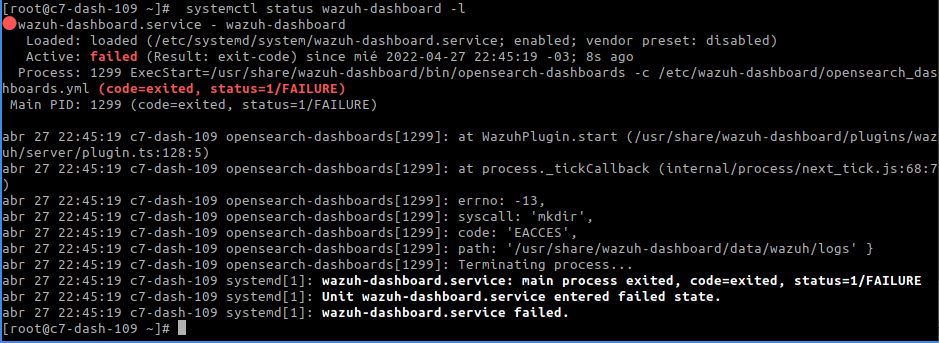 [root@c7-dash-109 ~]#  systemctl status wazuh-dashboard -l
●wazuh-dashboard.service - wazuh-dashboard
   Loaded: loaded (/etc/systemd/system/wazuh-dashboard.service; enabled; vendor preset: disabled)
   Active: failed (Result: exit-code) since mié 2022-04-27 22:45:19 -03; 8s ago
  Process: 1299 ExecStart=/usr/share/wazuh-dashboard/bin/opensearch-dashboards -c /etc/wazuh-dashboard/opensearch_das
hboards.yml (code=exited, status=1/FAILURE)
 Main PID: 1299 (code=exited, status=1/FAILURE)

abr 27 22:45:19 c7-dash-109 opensearch-dashboards[1299]: at WazuhPlugin.start (/usr/share/wazuh-dashboard/plugins/waz
uh/server/plugin.ts:128:5)
abr 27 22:45:19 c7-dash-109 opensearch-dashboards[1299]: at process._tickCallback (internal/process/next_tick.js:68:7
)
abr 27 22:45:19 c7-dash-109 opensearch-dashboards[1299]: errno: -13,
abr 27 22:45:19 c7-dash-109 opensearch-dashboards[1299]: syscall: 'mkdir',
abr 27 22:45:19 c7-dash-109 opensearch-dashboards[1299]: code: 'EACCES',
abr 27 22:45:19 c7-dash-109 opensearch-dashboards[1299]: path: '/usr/share/wazuh-dashboard/data/wazuh/logs' }
abr 27 22:45:19 c7-dash-109 opensearch-dashboards[1299]: Terminating process...
abr 27 22:45:19 c7-dash-109 systemd[1]: wazuh-dashboard.service: main process exited, code=exited, status=1/FAILURE
abr 27 22:45:19 c7-dash-109 systemd[1]: Unit wazuh-dashboard.service entered failed state.
abr 27 22:45:19 c7-dash-109 systemd[1]: wazuh-dashboard.service failed.
[root@c7-dash-109 ~]#